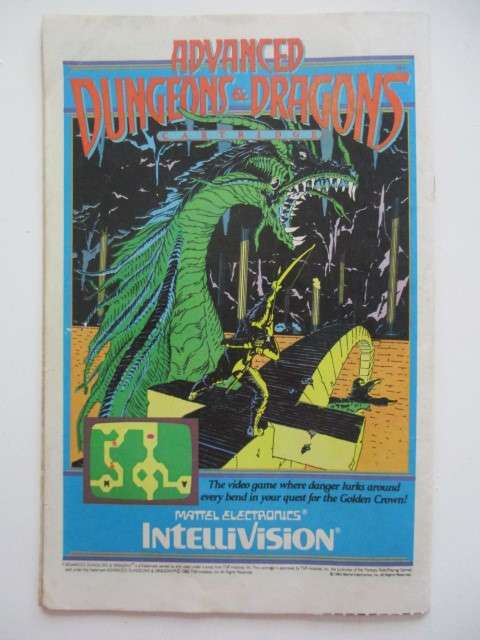 ADVANCED
DUNGEONS & DRAGONS
CARTRIDGE
The video game where danger lurks around
every bend in your quest for the Golden Crown!
MATTEL ELECTRONICS®
INTELLIVISION®